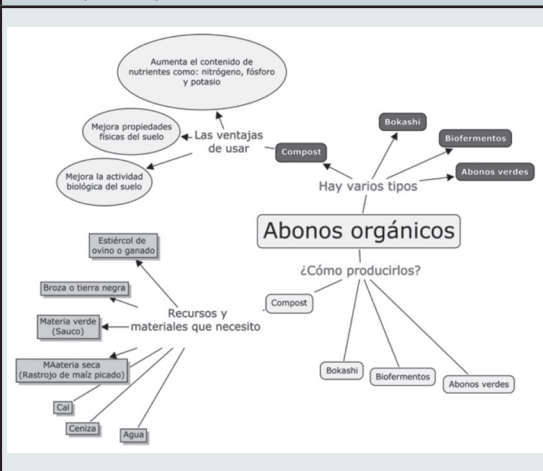 Aumenta el contenido de
nutrientes como: nitrógeno, fósforo
y potasio
Mejora propiedades
físicas del suelo
Las ventajas
de usar
Mejora la actividad
biológica del suelo
Compost
Bokashi
Biofermentos
Abonos verdes
Hay varios tipos
Abonos orgánicos
¿Cómo producirlos?
Compost
Bokashi
Biofermentos
Abonos verdes
Recursos y
materiales que necesito
Estiércol de
ovino o ganado
Broza o tierra negra
Materia verde
(Sauco)
MAateria seca
(Rastrojo de maíz picado)
Cal
Ceniza
Agua